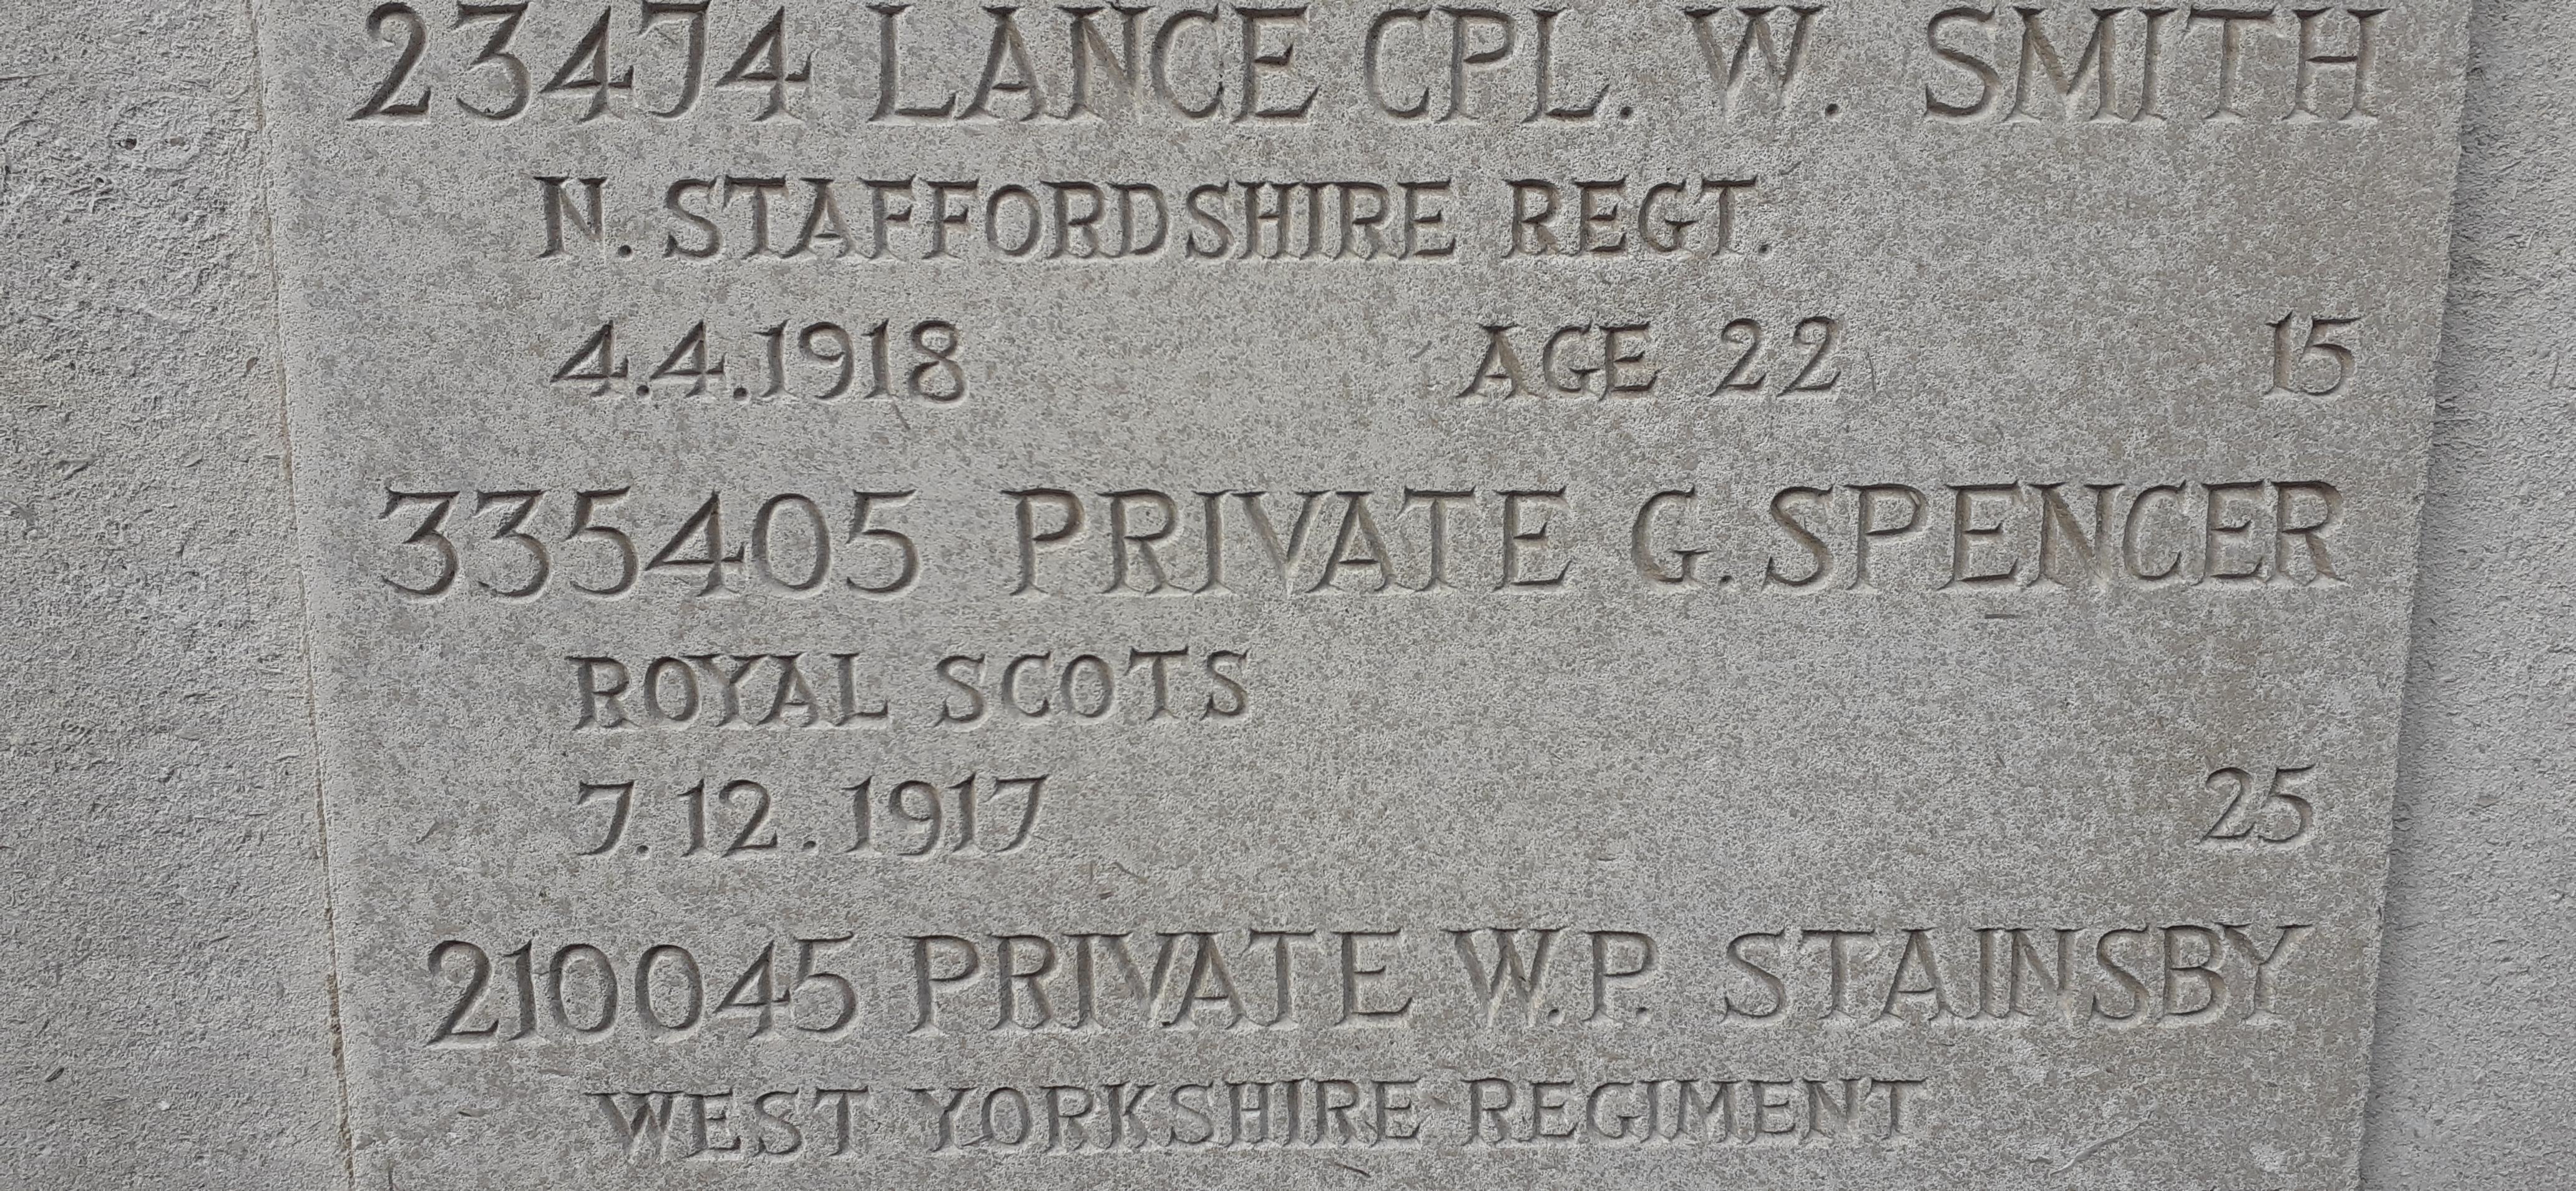 23474 LANCE CPL. W. SMITH
N. STAFFORDSHIRE REGT.
4.4.1918 AGE 22 15
335405 PRIVATE G. SPENCER
ROYAL SCOTS
7.12.1917 25
210045 PRIVATE W.P. STAINSBY
WEST YORKSHIRE REGIMENT